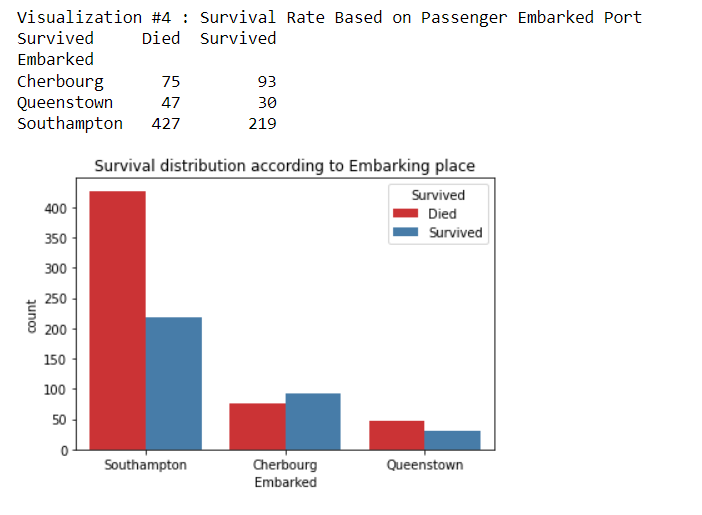 Visualization #4 : Survival Rate Based on Passenger Embarked Port
Survived Died Survived
Embarked
Cherbourg 75 93
Queenstown 47 30
Southampton 427 219
Survival distribution according to Embarking place
Survived
Died
Survived
400
350
300
250
200
150
100
50
0
count
Southampton Cherbourg Queenstown
Embarked